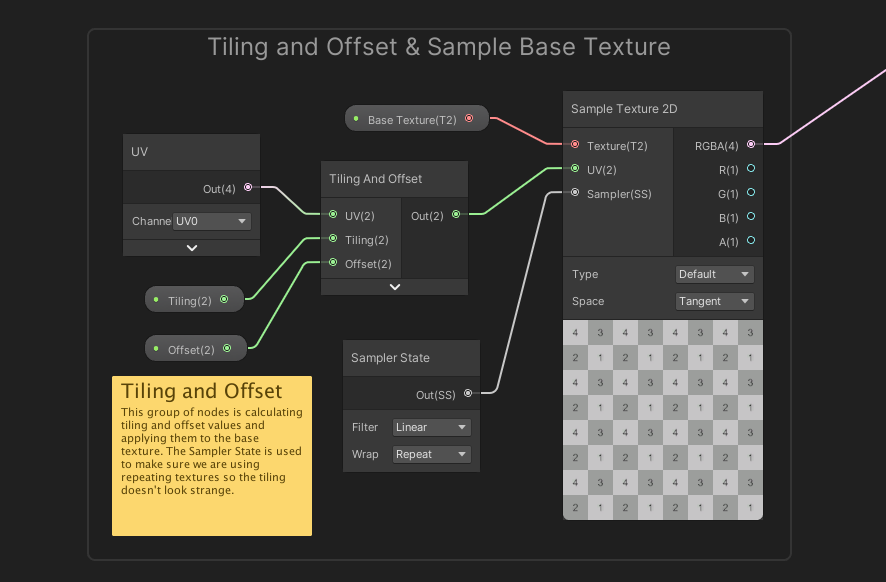 Tiling and Offset & Sample Base Texture
Sample Texture 2D
Base Texture(T2)
Texture(T2)
RGBA(4)
UV(2)
R(1)
Sampler(SS)
G(1)
B(1)
A(1)
Type
Default
Space
Tangent
UV
Out(4)
Channe
UV0
Tiling And Offset
UV(2)
Out(2)
Tiling(2)
Offset(2)
Tiling(2)
Offset(2)
Sampler State
Out(SS)
Filter
Linear
Wrap
Repeat
Tiling and Offset
This group of nodes is calculating
tiling and offset values and
applying them to the base
texture. The Sampler State is used
to make sure we are using
repeating textures so the tiling
doesn't look strange.
4 3 4 3 4 3 4 3
2 1 2 1 2 1 2 1
4 3 4 3 4 3 4 3
2 1 2 1 2 1 2 1
4 3 4 3 4 3 4 3
2 1 2 1 2 1 2 1
4 3 4 3 4 3 4 3
2 1 2 1 2 1 2 1